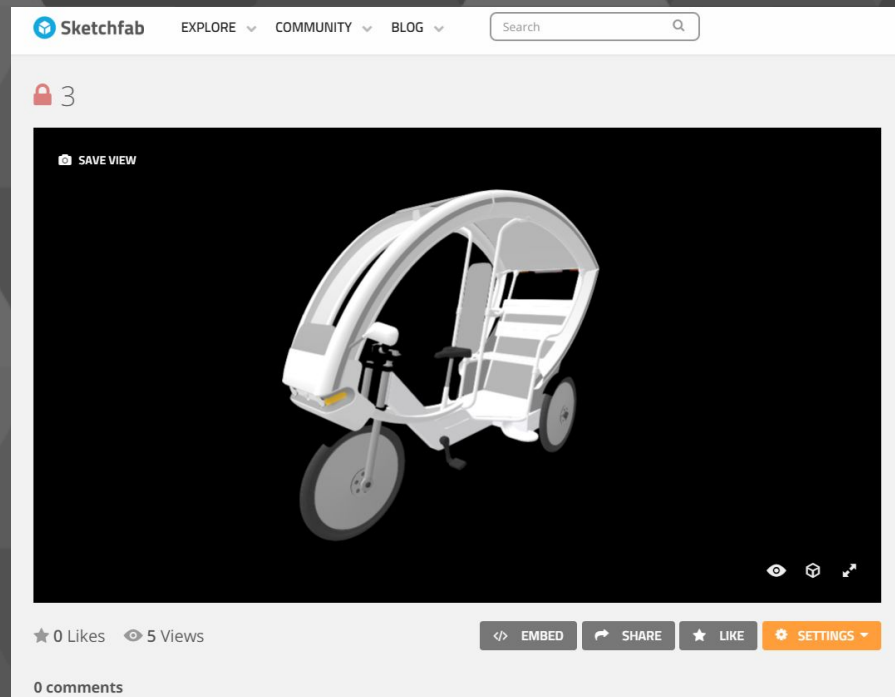 Sketchfab EXPLORE COMMUNITY BLOG Search
3
SAVE VIEW
0 Likes 5 Views EMBED SHARE LIKE SETTINGS
0 comments